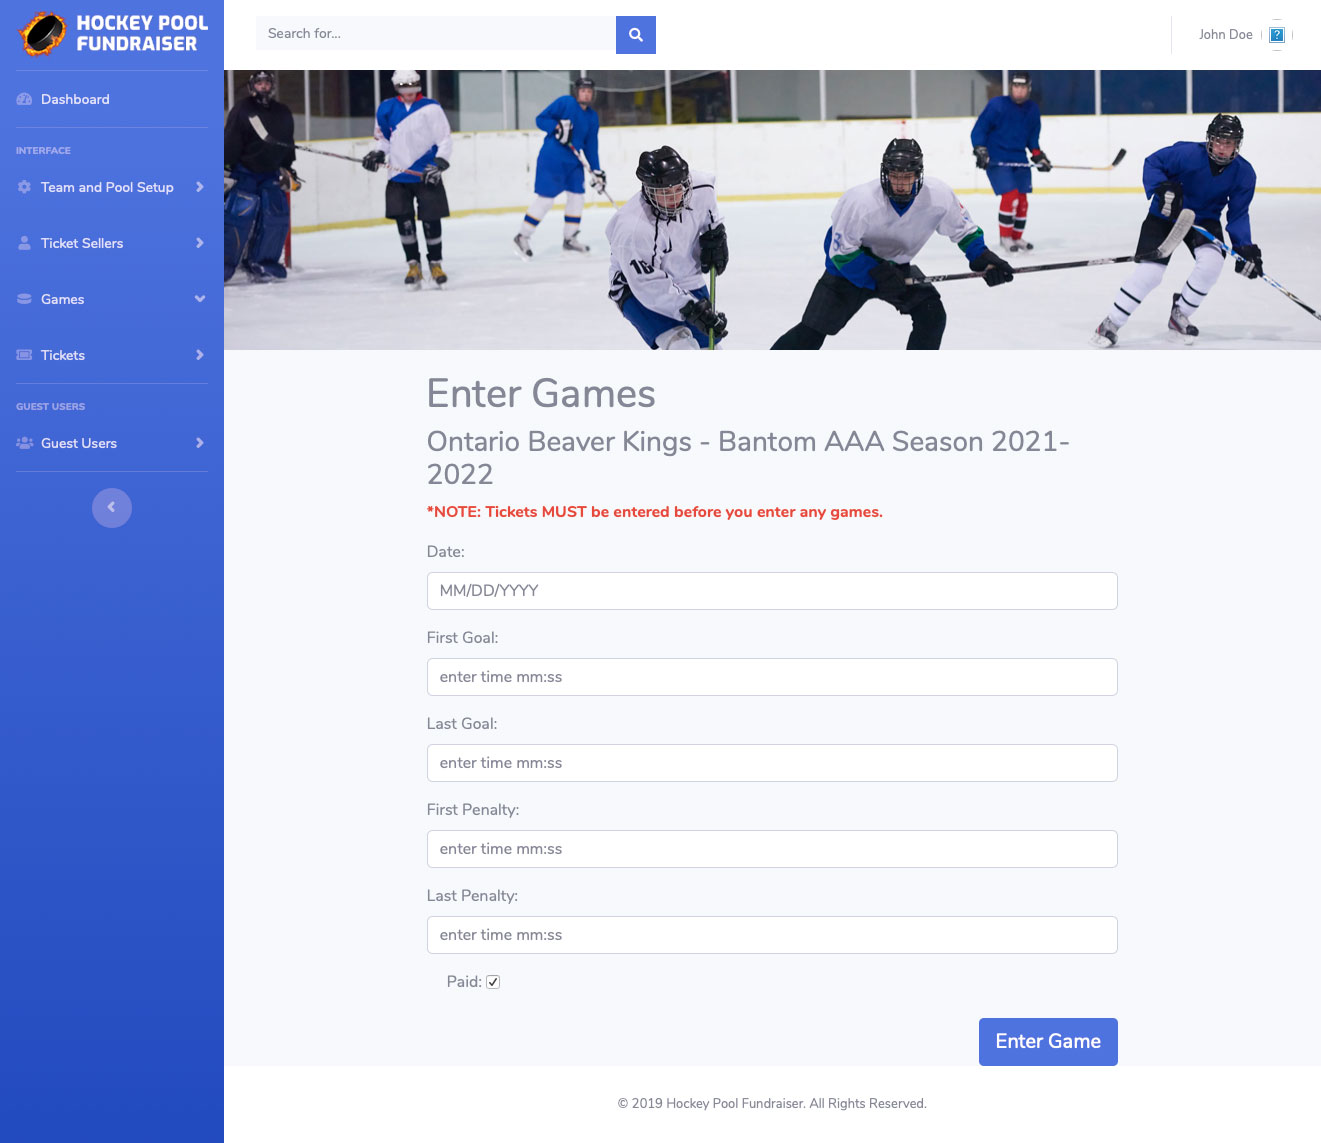 HOCKEY POOL
FUNDRAISER
Search for...
John Doe
Dashboard
INTERFACE
Team and Pool Setup
Ticket Sellers
Games
Tickets
GUEST USERS
Guest Users
16
Enter Games
Ontario Beaver Kings - Bantom AAA Season 2021-
2022
*NOTE: Tickets MUST be entered before you enter any games.
Date:
MM/DD/YYYY
First Goal:
enter time mm:ss
Last Goal:
enter time mm:ss
First Penalty:
enter time mm:ss
Last Penalty:
enter time mm:ss
Paid:
Enter Game
© 2019 Hockey Pool Fundraiser. All Rights Reserved.